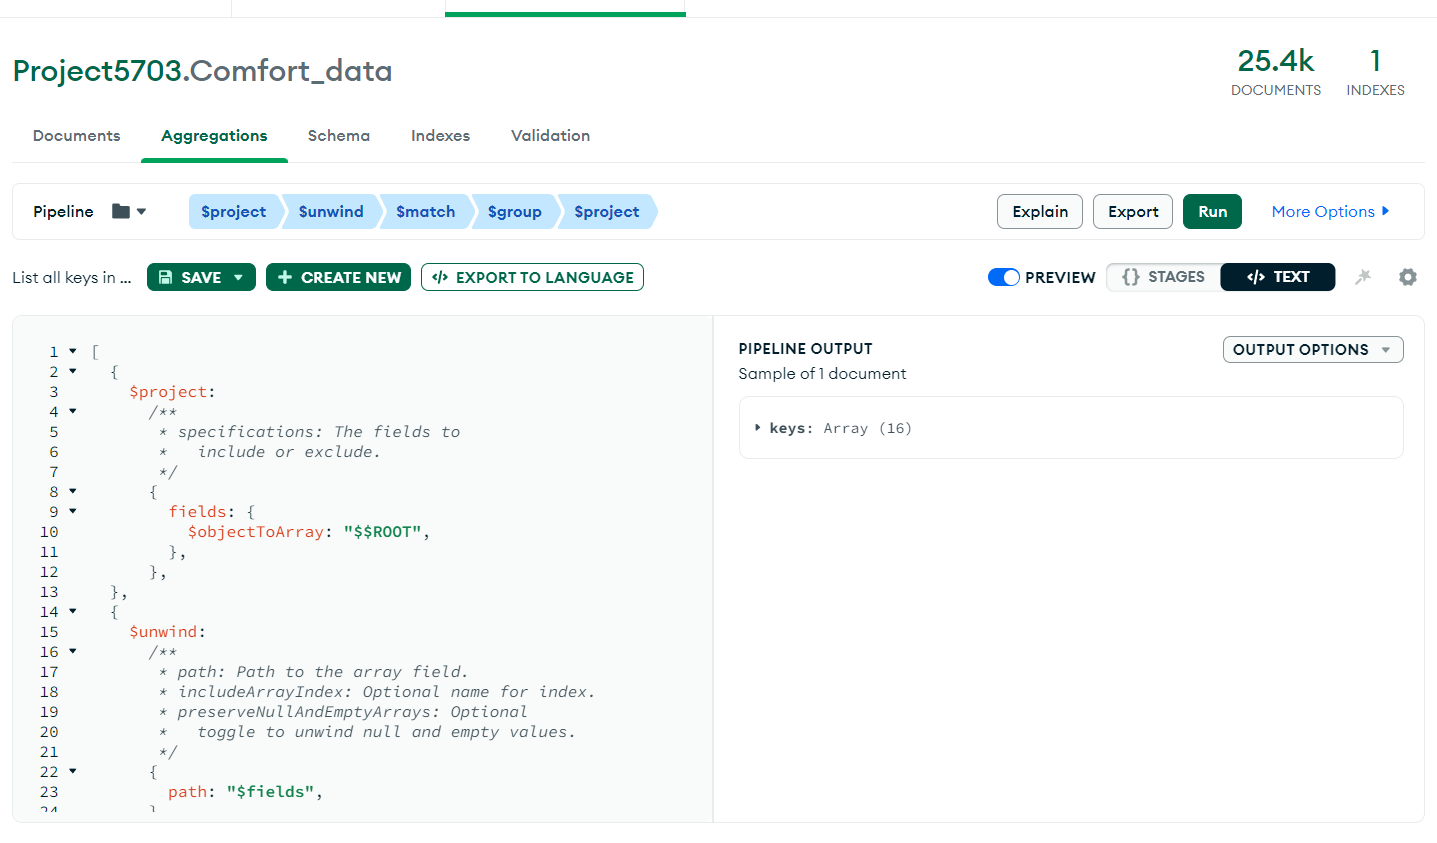 Project5703.Comfort_data
25.4k
DOCUMENTS
1
INDEXES
Documents
Aggregations
Schema
Indexes
Validation
Pipeline
$project
$unwind
$match
$group
$project
Explain
Export
Run
More Options
List all keys in ...
SAVE
CREATE NEW
</> EXPORT TO LANGUAGE
PREVIEW
{} STAGES
</> TEXT
1 [
2 {
3 $project:
4 /**
5 * specifications: The fields to
6 * include or exclude.
7 */
8 {
9 fields: {
10 $objectToArray: "$$ROOT",
11 },
12 },
13 },
14 {
15 $unwind:
16 /**
17 * path: Path to the array field.
18 * includeArrayIndex: Optional name for index.
19 * preserveNullAndEmptyArrays: Optional
20 * toggle to unwind null and empty values.
21 */
22 {
23 path: "$fields",
24 }
PIPELINE OUTPUT
Sample of 1 document
OUTPUT OPTIONS
keys: Array (16)